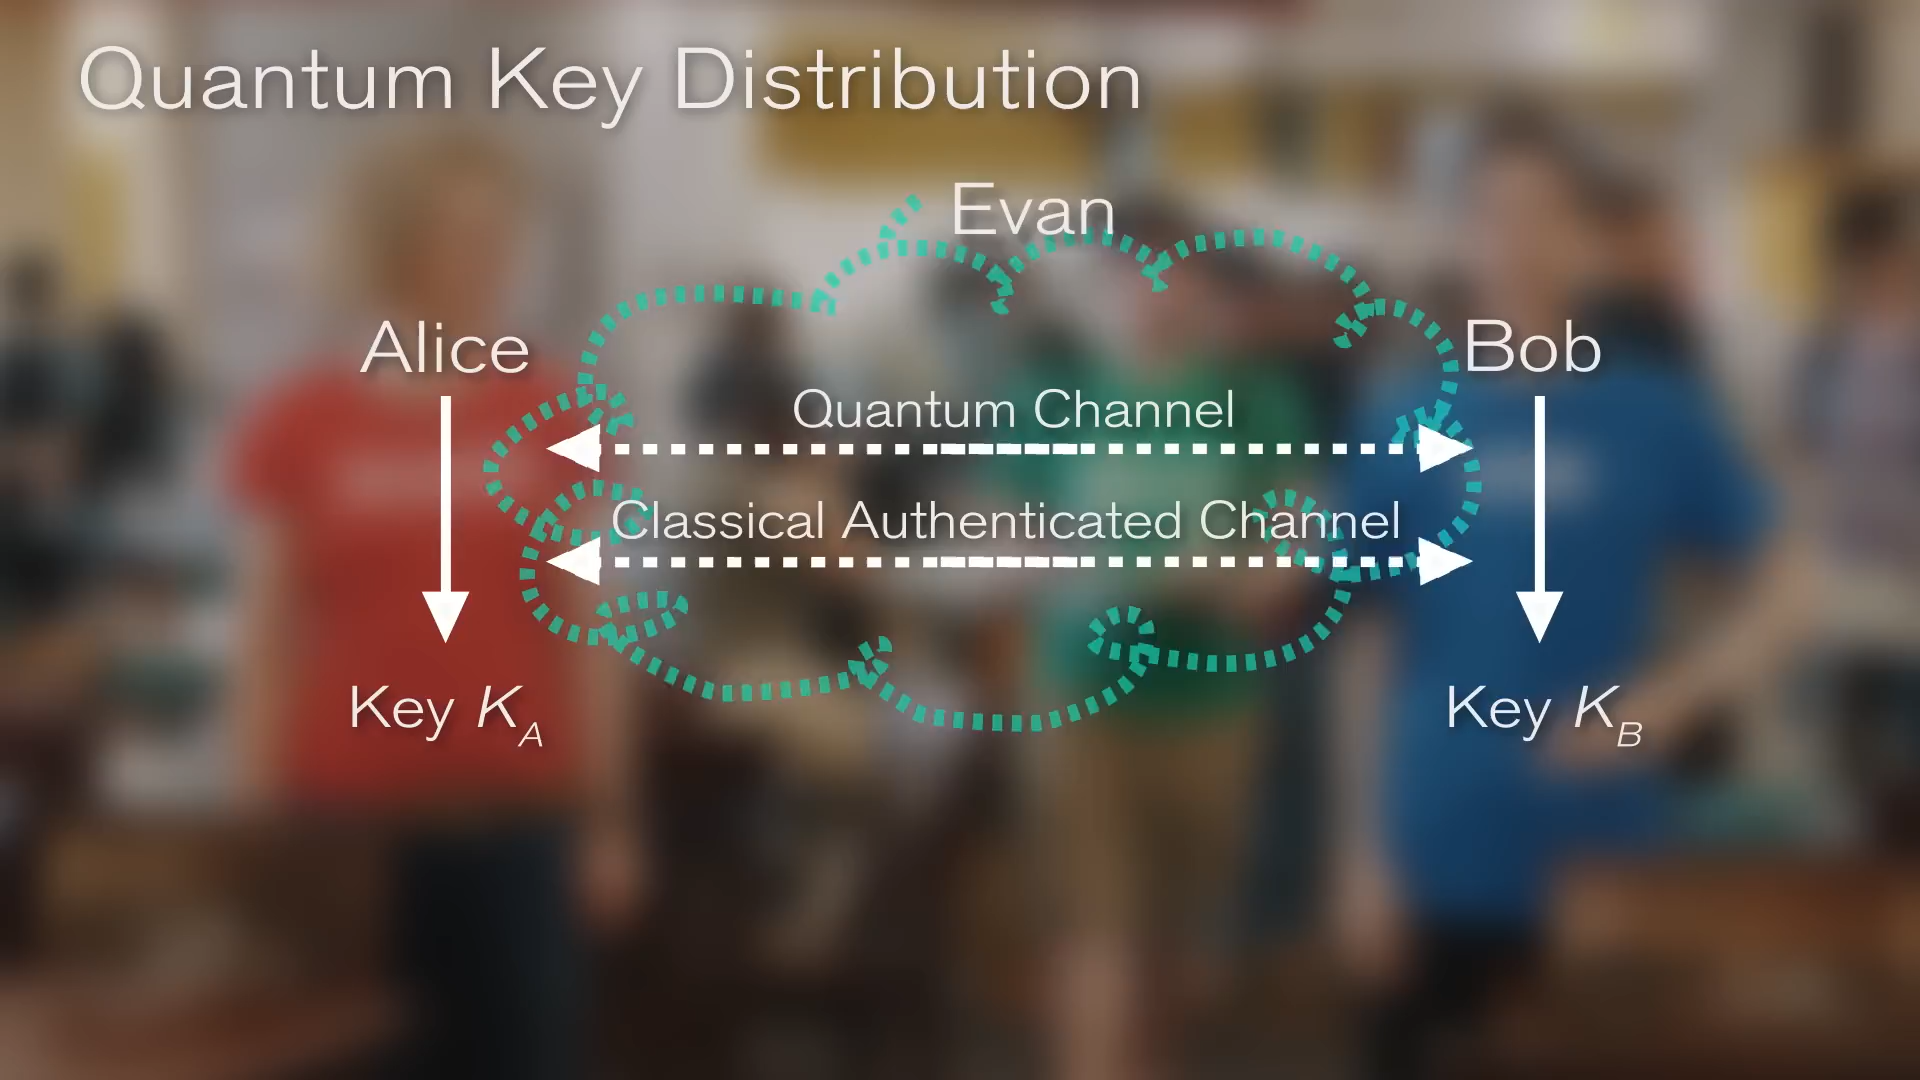 Quantum Key Distribution
Evan
Alice
Bob
Quantum Channel
Classical Authenticated Channel
Key K_A
Key K_B